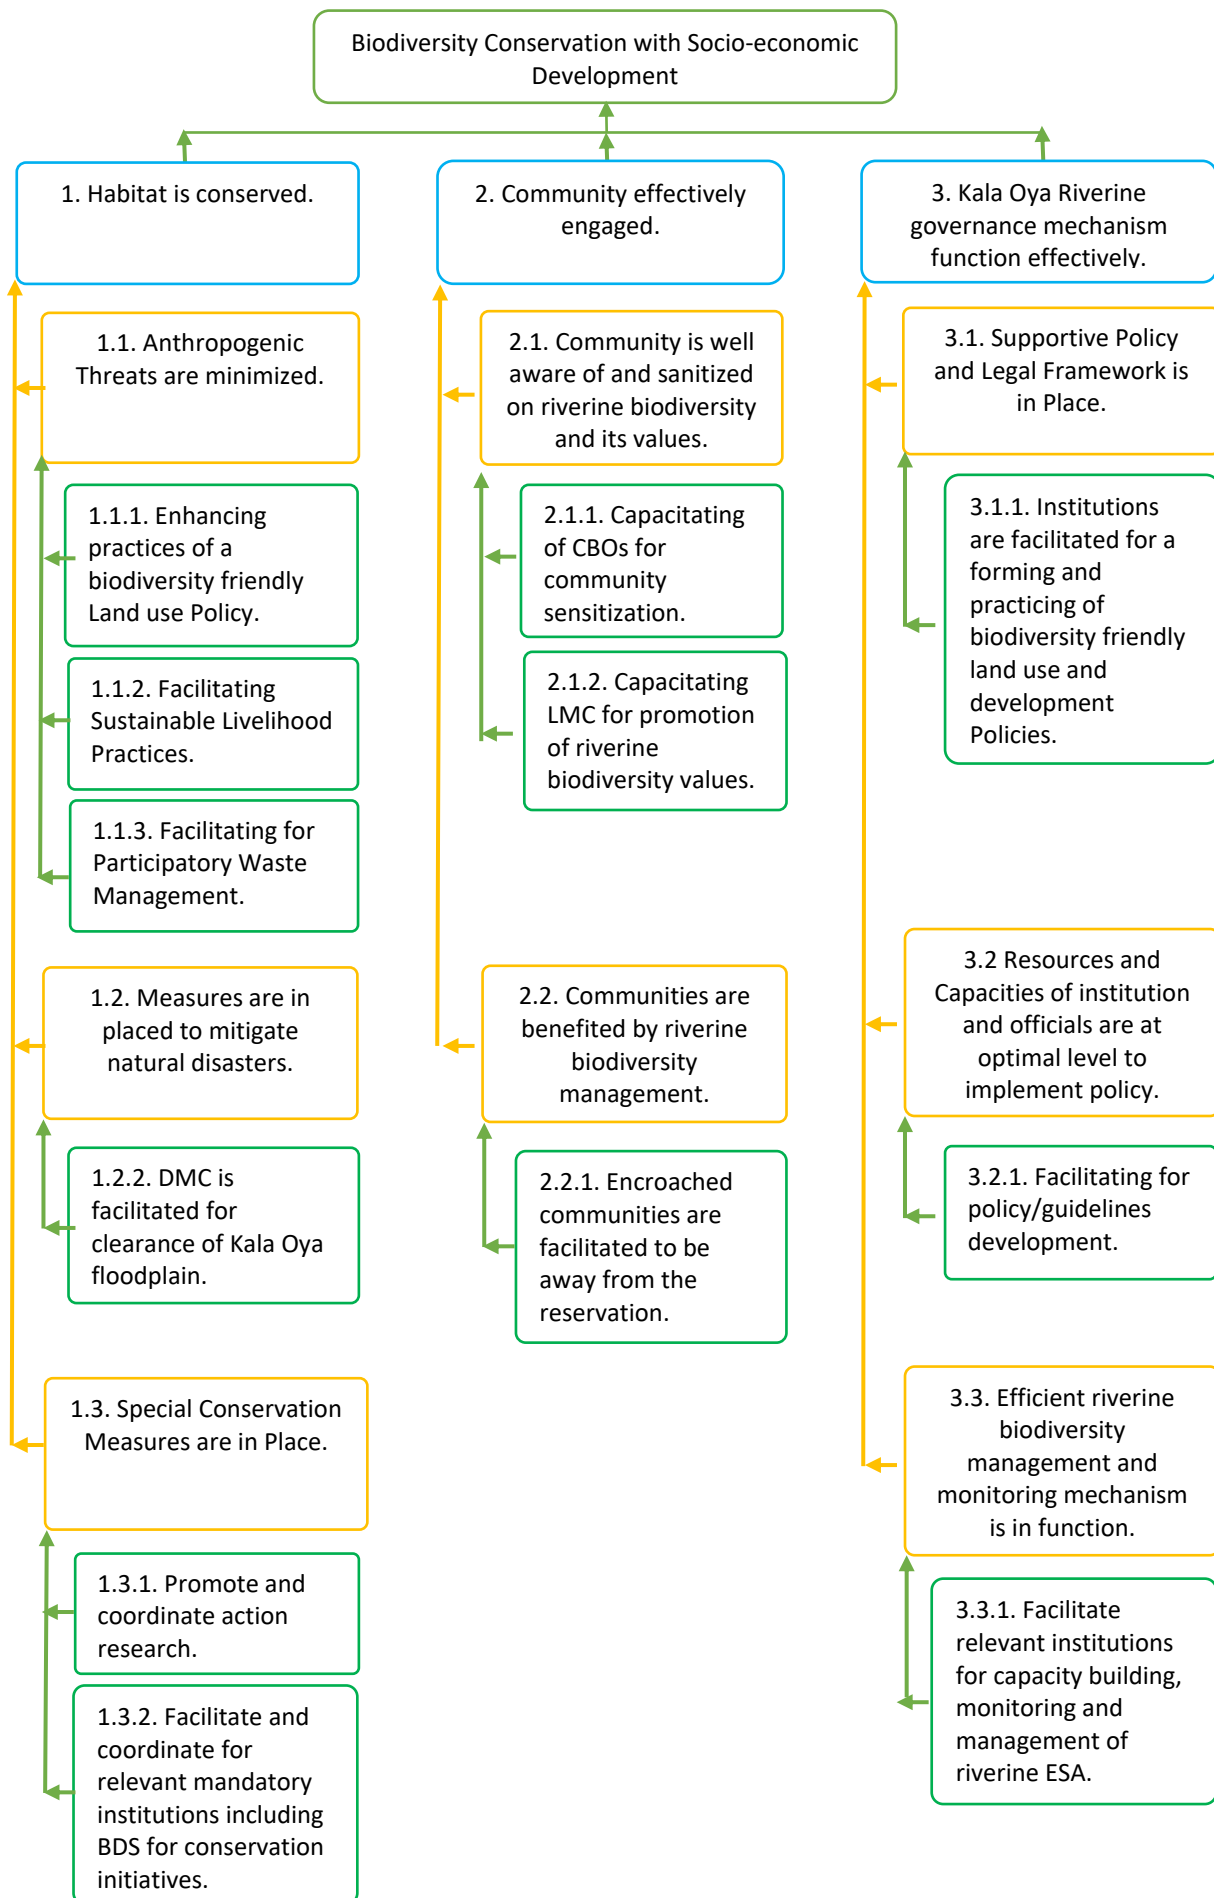 Biodiversity Conservation with Socio-economic
Development
1. Habitat is conserved.
2. Community effectively
engaged.
3. Kala Oya Riverine
governance mechanism
function effectively.
1.1. Anthropogenic
Threats are minimized.
1.1.1. Enhancing
practices of a
biodiversity friendly
Land use Policy.
1.1.2. Facilitating
Sustainable Livelihood
Practices.
1.1.3. Facilitating for
Participatory Waste
Management.
1.2. Measures are in
placed to mitigate
natural disasters.
1.2.2. DMC is
facilitated for
clearance of Kala Oya
floodplain.
1.3. Special Conservation
Measures are in Place.
1.3.1. Promote and
coordinate action
research.
1.3.2. Facilitate and
coordinate for
relevant mandatory
institutions including
BDS for conservation
initiatives.
2.1. Community is well
aware of and sanitized
on riverine biodiversity
and its values.
2.1.1. Capacitating
of CBOs for
community
sensitization.
2.1.2. Capacitating
LMC for promotion
of riverine
biodiversity values.
2.2. Communities are
benefited by riverine
biodiversity
management.
2.2.1. Encroached
communities are
facilitated to be
away from the
reservation.
3.1. Supportive Policy
and Legal Framework is
in Place.
3.1.1. Institutions
are facilitated for a
forming and
practicing of
biodiversity friendly
land use and
development
Policies.
3.2 Resources and
Capacities of institution
and officials are at
optimal level to
implement policy.
3.2.1. Facilitating for
policy/guidelines
development.
3.3. Efficient riverine
biodiversity
management and
monitoring mechanism
is in function.
3.3.1. Facilitate
relevant institutions
for capacity building,
monitoring and
management of
riverine ESA.